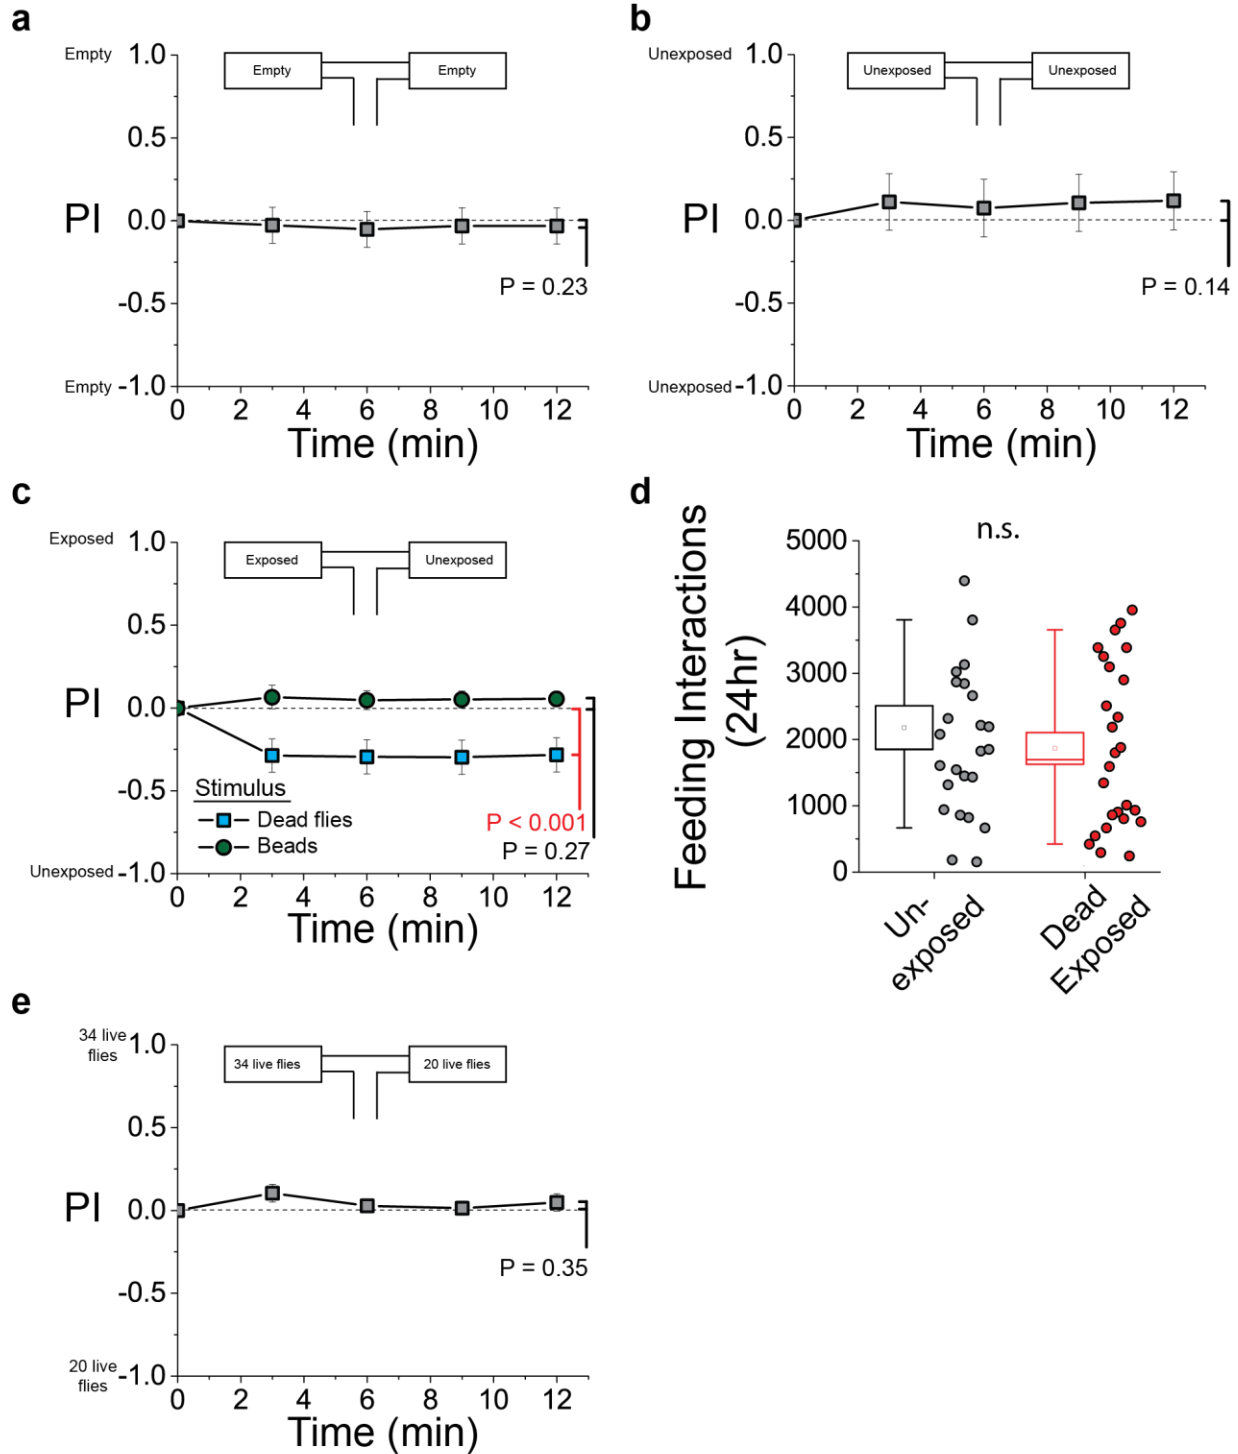 a
Empty
1.0
Empty
Empty
0.5
PI
0.0
P = 0.23
-0.5
Empty
-1.0
0 2 4 6 8 10 12
Time (min)
b
Unexposed
1.0
Unexposed
Unexposed
0.5
PI
0.0
P = 0.14
-0.5
Unexposed
-1.0
0 2 4 6 8 10 12
Time (min)
c
Exposed
1.0
Exposed
Unexposed
0.5
PI
0.0
-0.5
Stimulus
Dead flies
Beads
P < 0.001
P = 0.27
Unexposed
-1.0
0 2 4 6 8 10 12
Time (min)
d
n.s.
Feeding Interactions
(24hr)
5000
4000
3000
2000
1000
0
Un-
exposed
Dead
Exposed
e
34 live
flies
1.0
34 live flies
20 live flies
0.5
PI
0.0
P = 0.35
-0.5
20 live
flies
-1.0
0 2 4 6 8 10 12
Time (min)